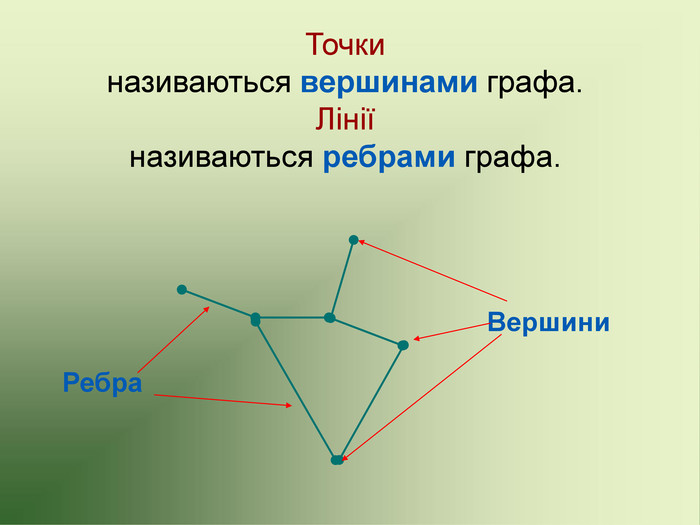 Точки
називаються вершинами графа.
Лінії
називаються ребрами графа.
Вершини
Ребра